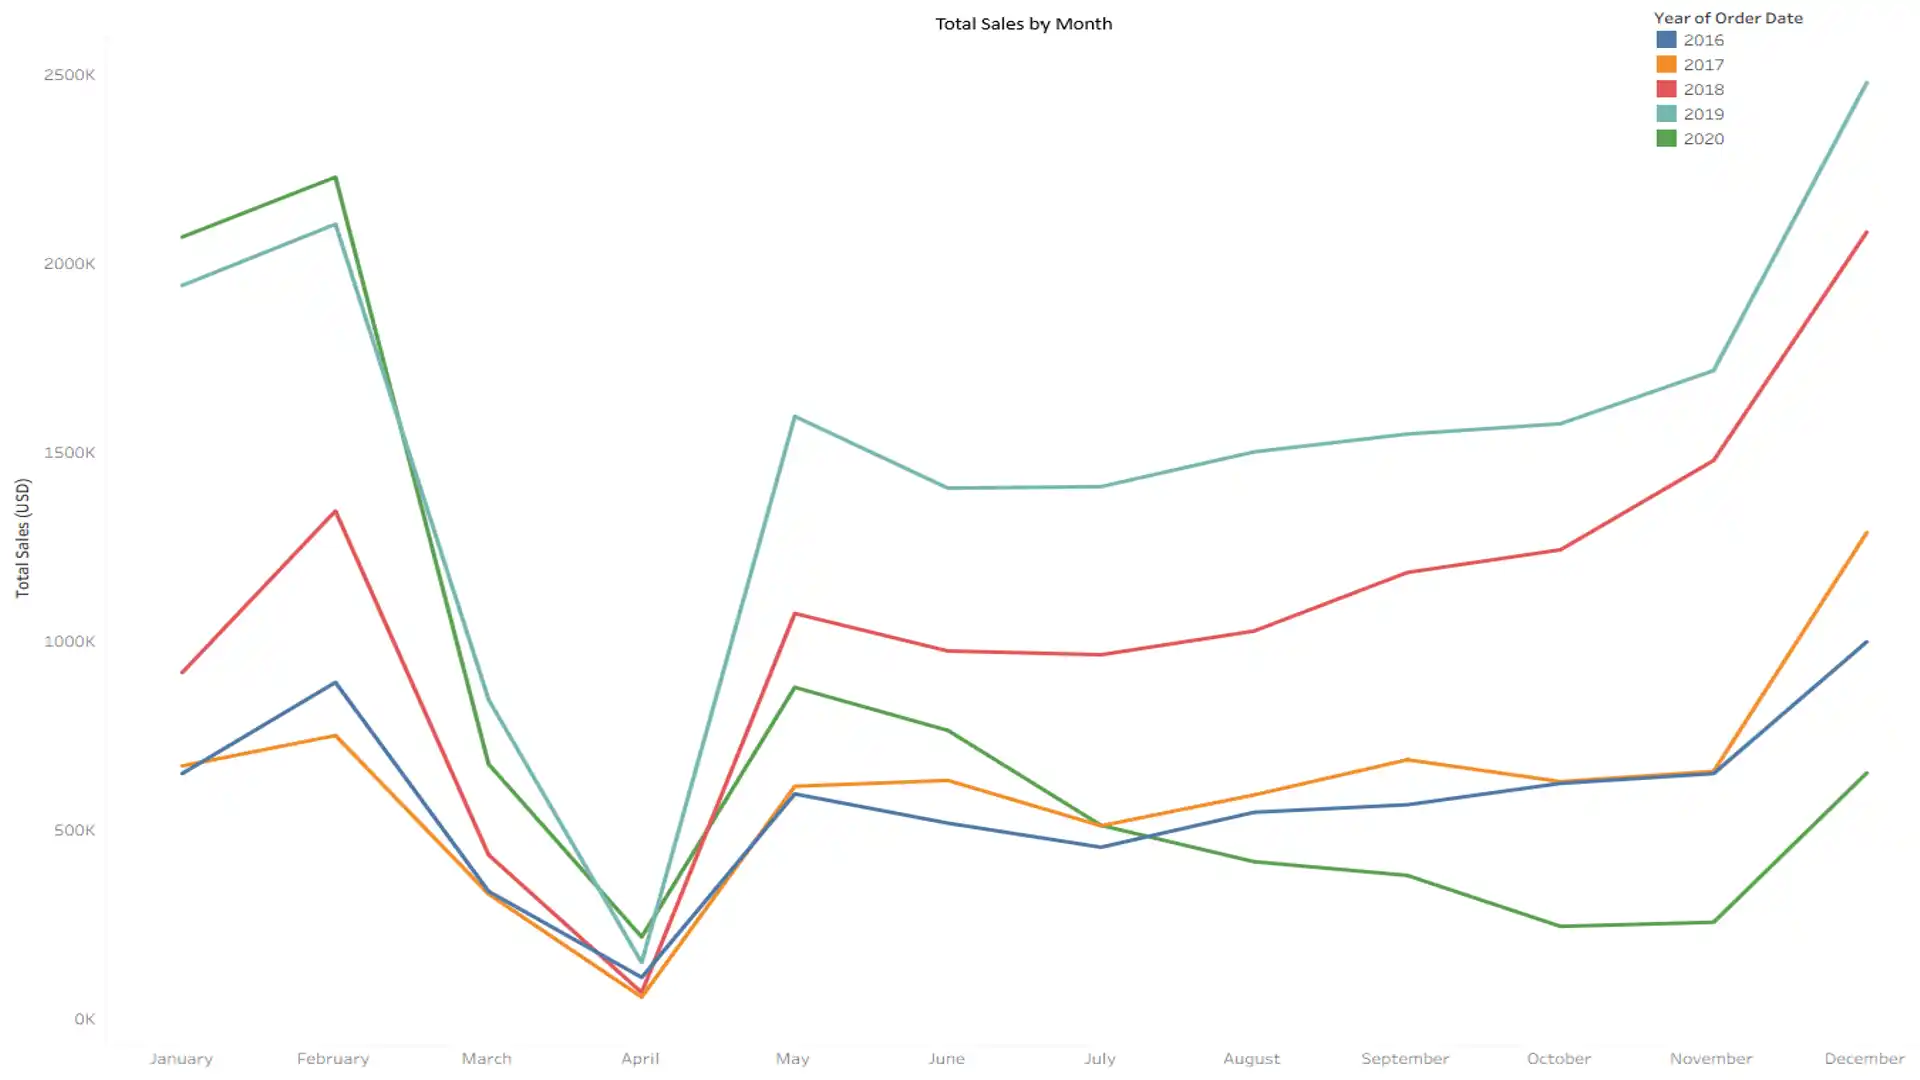 Total Sales by Month
Year of Order Date
2016
2017
2018
2019
2020
Total Sales (USD)
2500K
2000K
1500K
1000K
500K
0K
January February March April May June July August September October November December